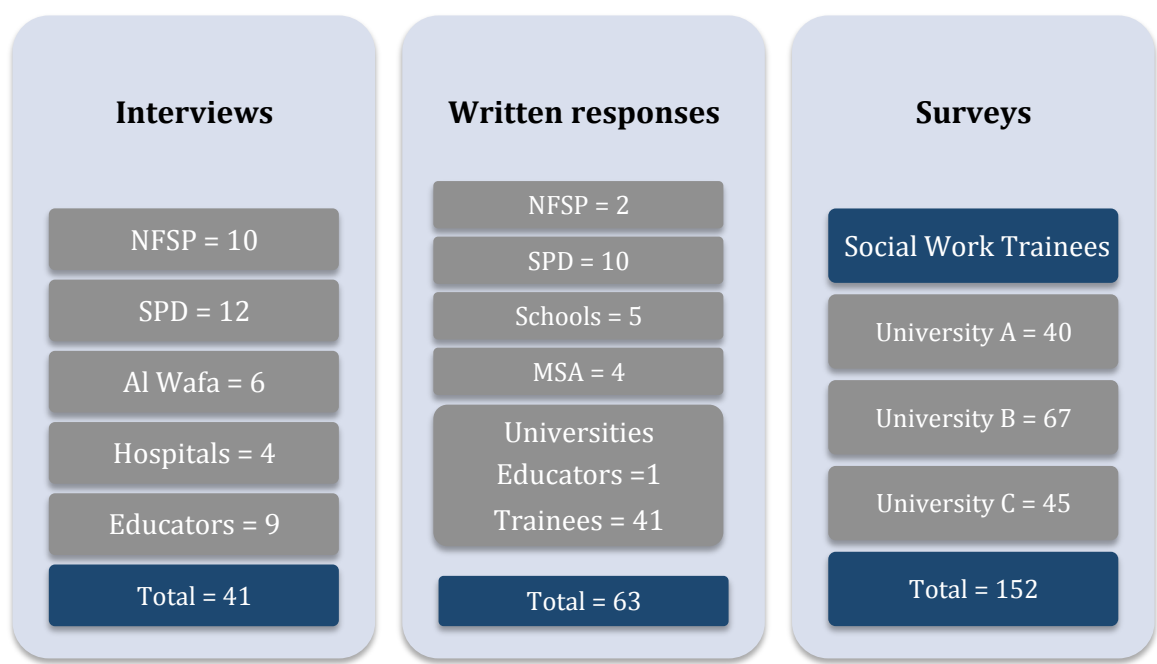 Interviews
NFSP = 10
SPD = 12
Al Wafa = 6
Hospitals = 4
Educators = 9
Total = 41
Written responses
NFSP = 2
SPD = 10
Schools = 5
MSA = 4
Universities
Educators =1
Trainees = 41
Total = 63
Surveys
Social Work Trainees
University A = 40
University B = 67
University C = 45
Total = 152